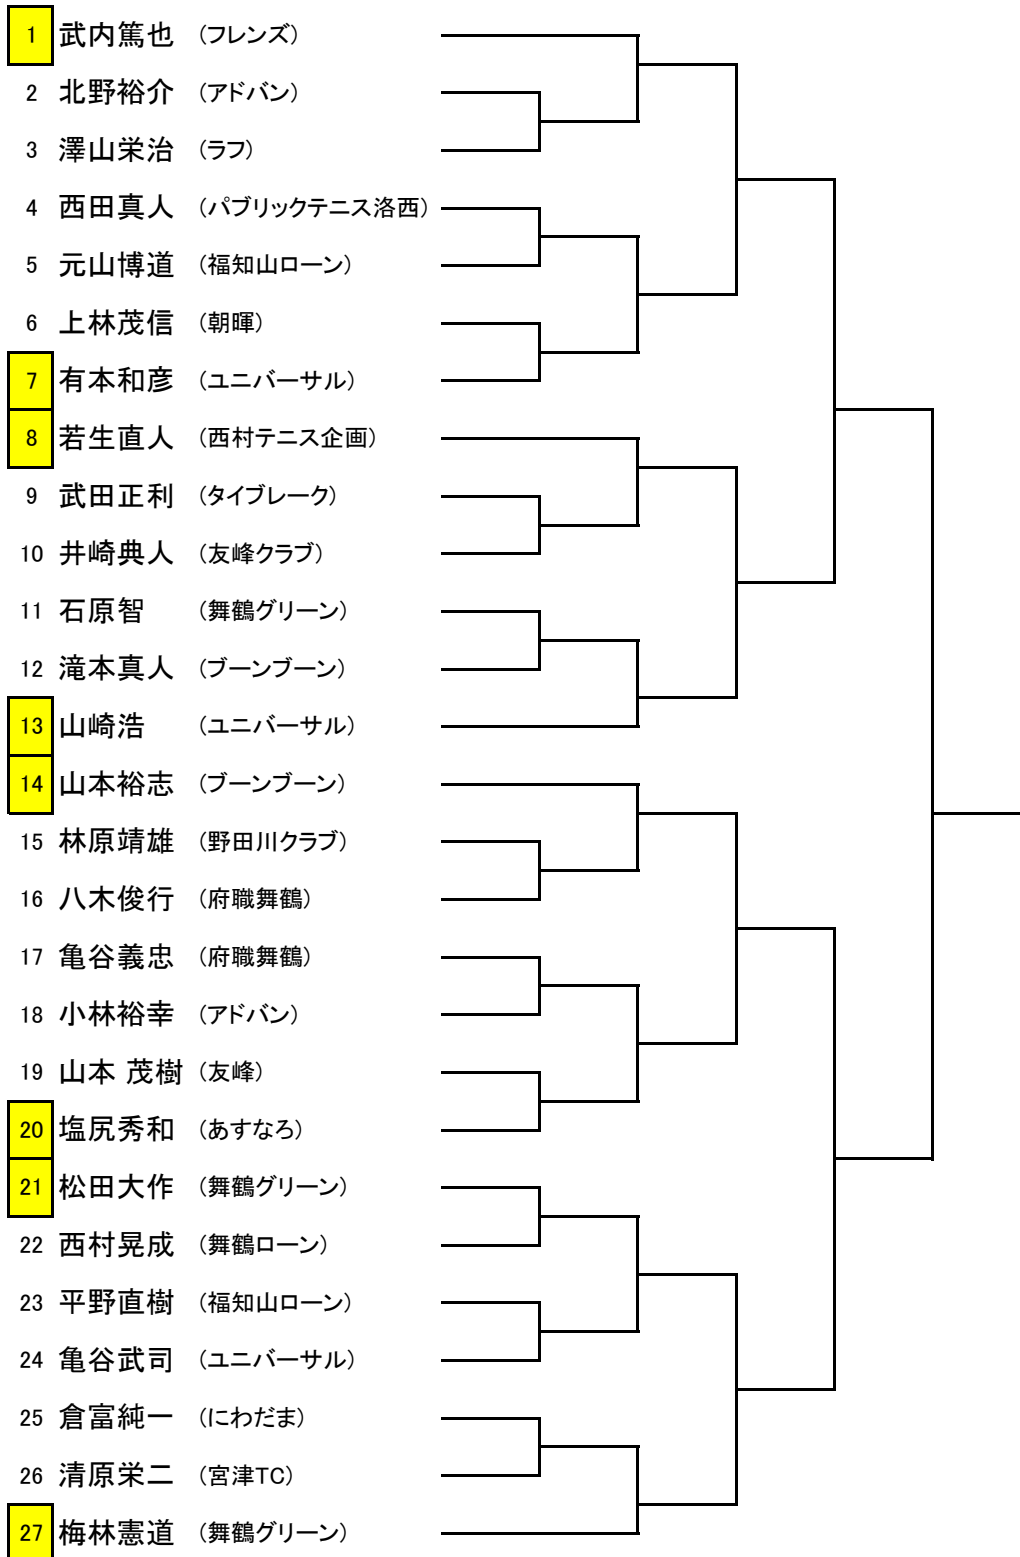 1 武内篤也 (フレンズ)
2 北野裕介 (アドバン)
3 澤山栄治 (ラフ)
4 西田真人 (パブリックテニス洛西)
5 元山博道 (福知山ローン)
6 上林茂信 (朝暉)
7 有本和彦 (ユニバーサル)
8 若生直人 (西村テニス企画)
9 武田正利 (タイブレーク)
10 井崎典人 (友峰クラブ)
11 石原智 (舞鶴グリーン)
12 滝本真人 (ブーンブーン)
13 山崎浩 (ユニバーサル)
14 山本裕志 (ブーンブーン)
15 林原靖雄 (野田川クラブ)
16 八木俊行 (府職舞鶴)
17 亀谷義忠 (府職舞鶴)
18 小林裕幸 (アドバン)
19 山本 茂樹 (友峰)
20 塩尻秀和 (あすなろ)
21 松田大作 (舞鶴グリーン)
22 西村晃成 (舞鶴ローン)
23 平野直樹 (福知山ローン)
24 亀谷武司 (ユニバーサル)
25 倉富純一 (にわだま)
26 清原栄二 (宮津TC)
27 梅林憲道 (舞鶴グリーン)